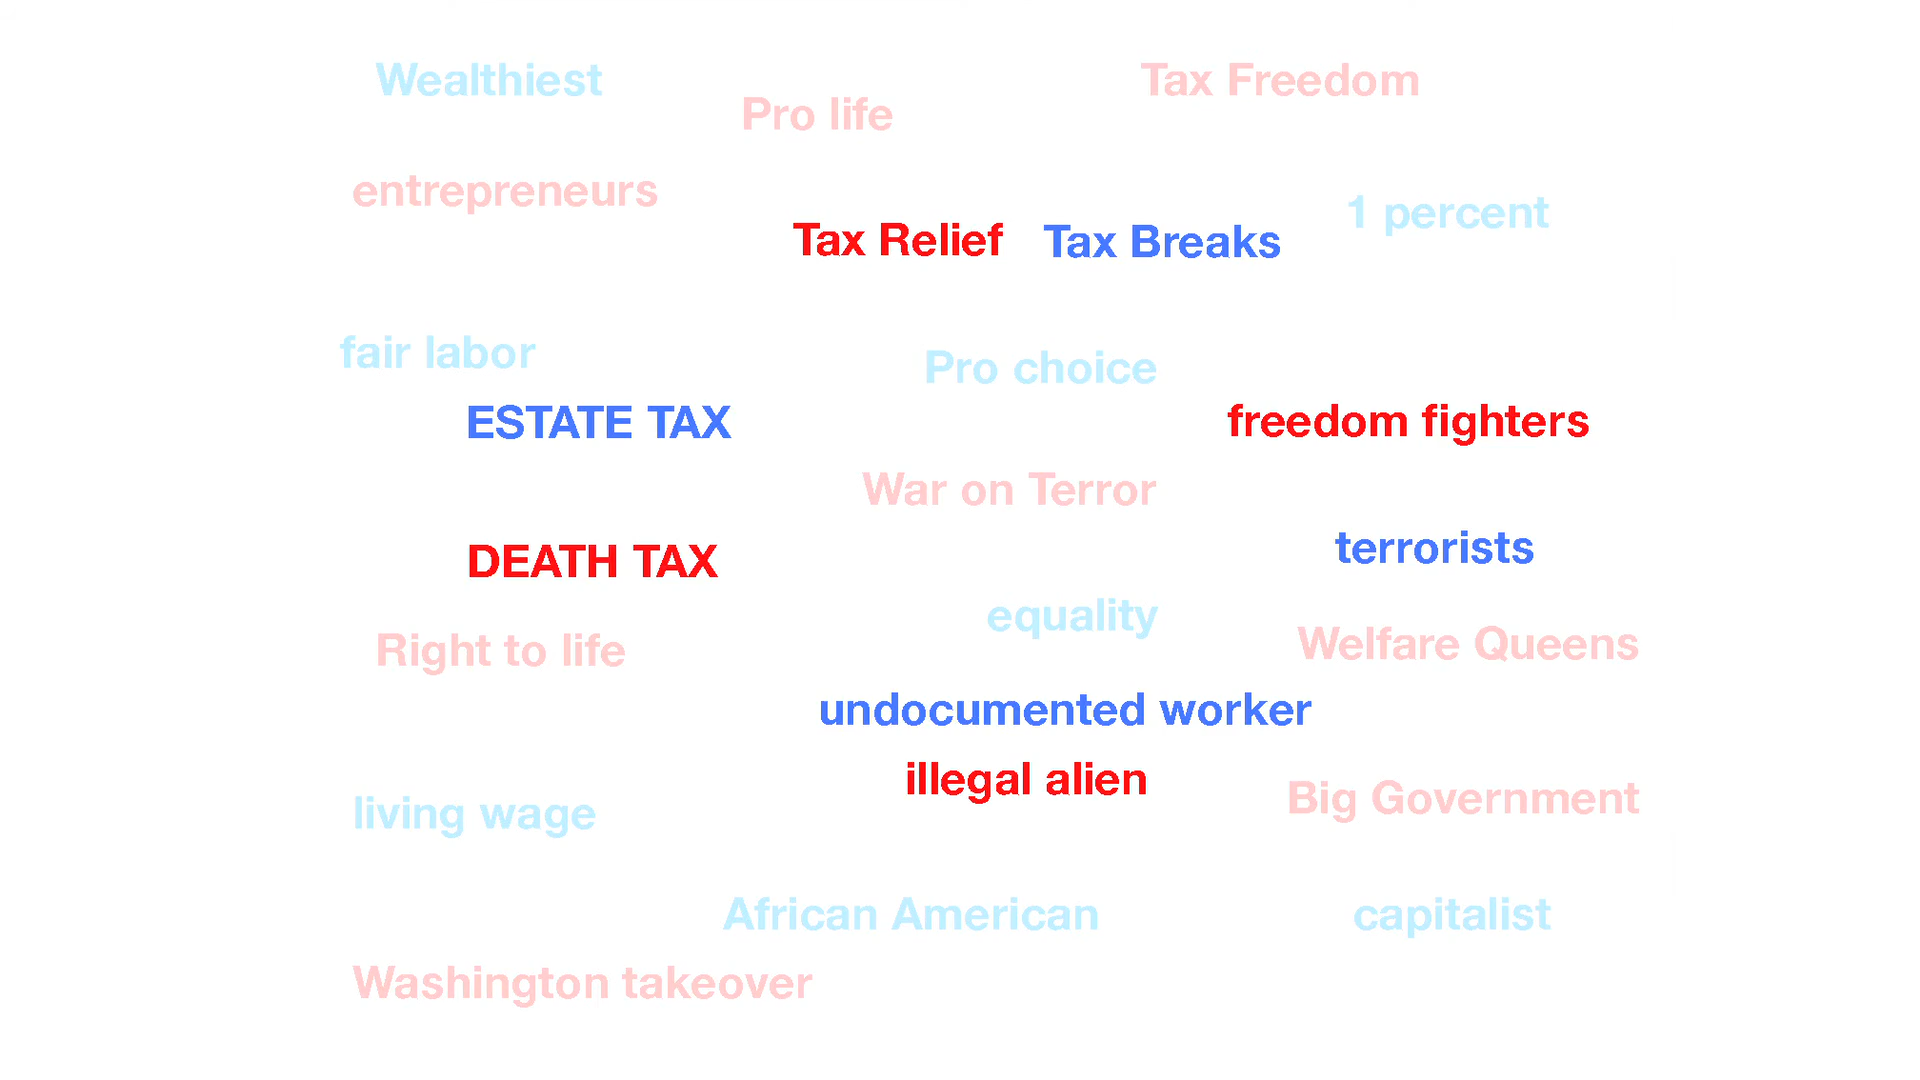 Wealthiest
Tax Freedom
Pro life
entrepreneurs
1 percent
Tax Relief
Tax Breaks
fair labor
Pro choice
ESTATE TAX
freedom fighters
War on Terror
terrorists
DEATH TAX
equality
Welfare Queens
Right to life
undocumented worker
illegal alien
Big Government
living wage
African American
capitalist
Washington takeover